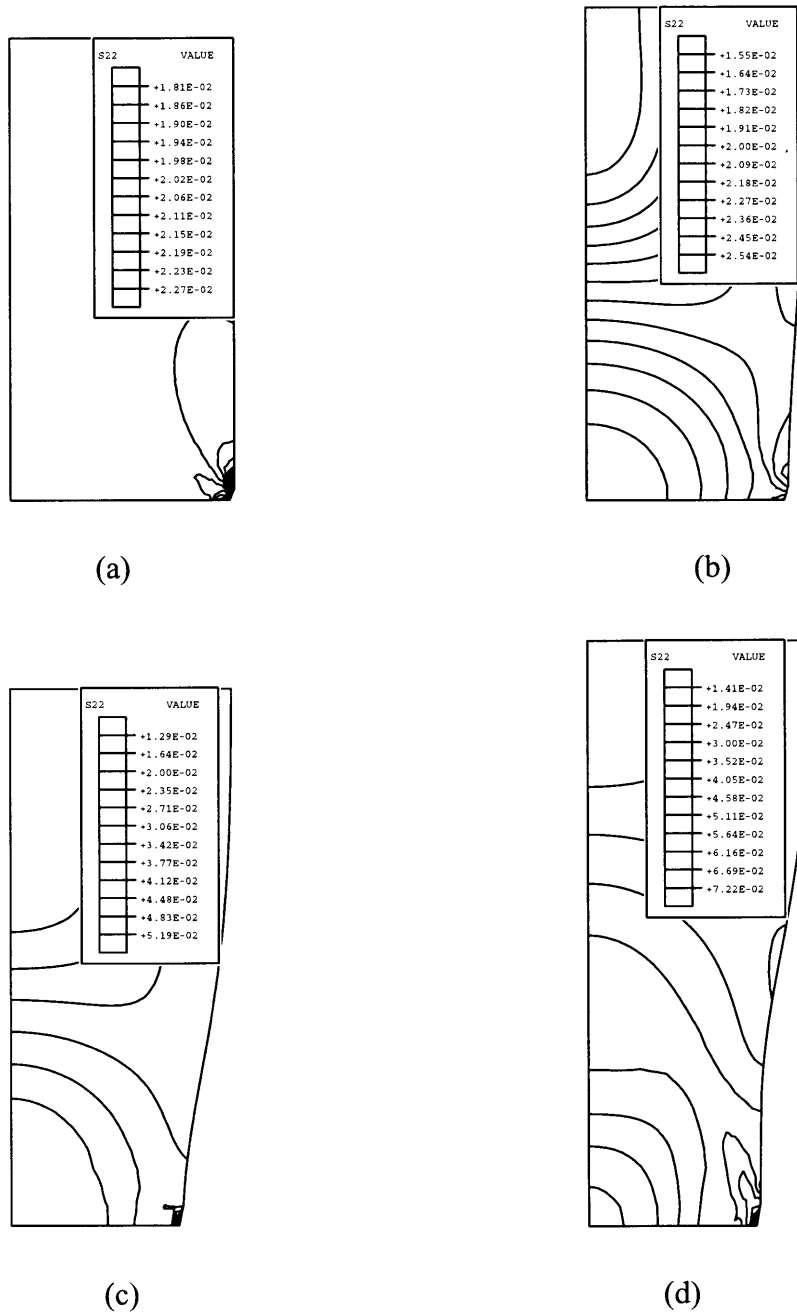 S22 VALUE
+1.81E-02
+1.86E-02
+1.90E-02
+1.94E-02
+1.98E-02
+2.02E-02
+2.06E-02
+2.11E-02
+2.15E-02
+2.19E-02
+2.23E-02
+2.27E-02
(a)
S22 VALUE
+1.55E-02
+1.64E-02
+1.73E-02
+1.82E-02
+1.91E-02
+2.00E-02
+2.09E-02
+2.18E-02
+2.27E-02
+2.36E-02
+2.45E-02
+2.54E-02
(b)
S22 VALUE
+1.29E-02
+1.64E-02
+2.00E-02
+2.35E-02
+2.71E-02
+3.06E-02
+3.42E-02
+3.77E-02
+4.12E-02
+4.48E-02
+4.83E-02
+5.19E-02
(c)
S22 VALUE
+1.41E-02
+1.94E-02
+2.47E-02
+3.00E-02
+3.52E-02
+4.05E-02
+4.58E-02
+5.11E-02
+5.64E-02
+6.16E-02
+6.69E-02
+7.22E-02
(d)